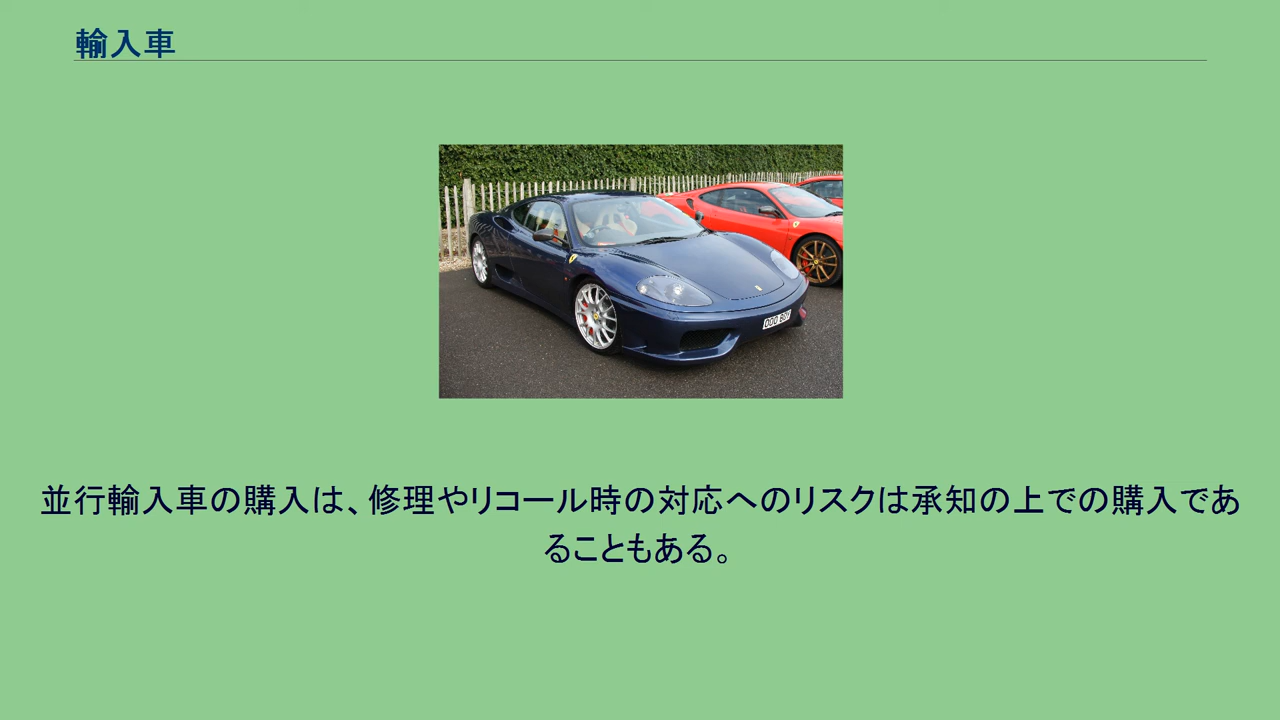 輸入車
並行輸入車の購入は、修理やリコール時の対応へのリスクは承知の上での購入であ
ることもある。